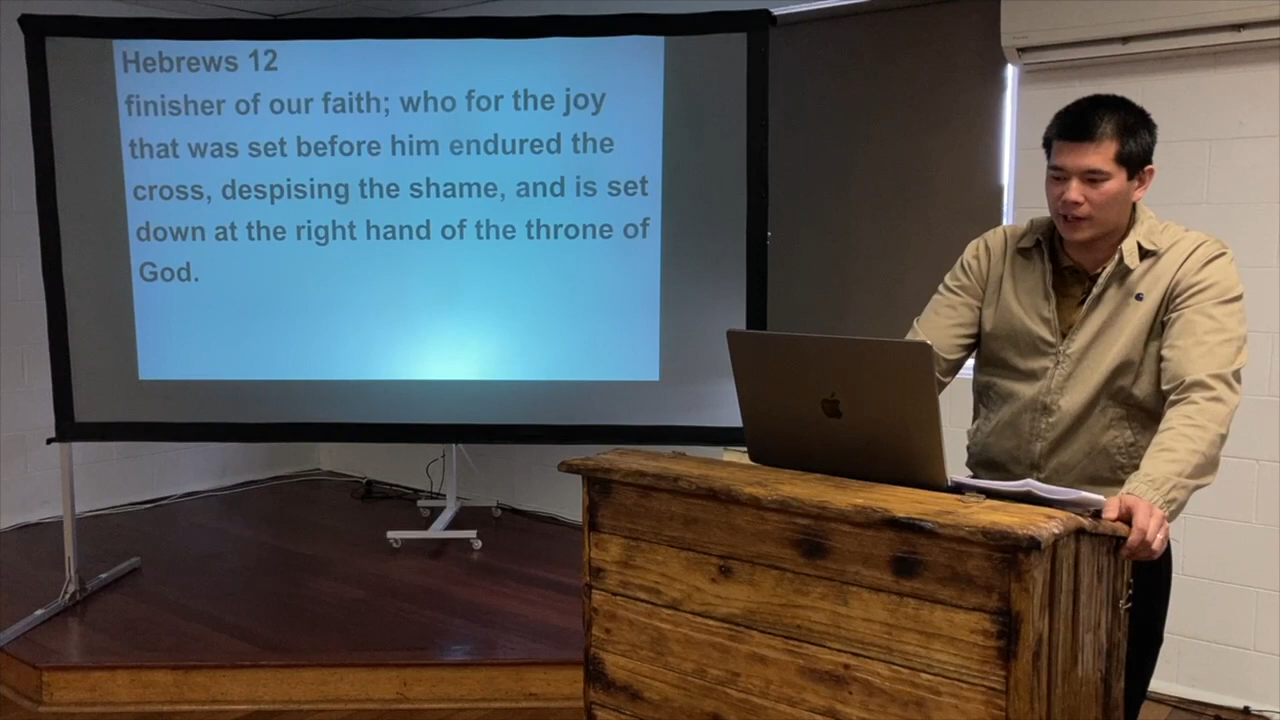 Hebrews 12
finisher of our faith; who for the joy
that was set before him endured the
cross, despising the shame, and is set
down at the right hand of the throne of
God.